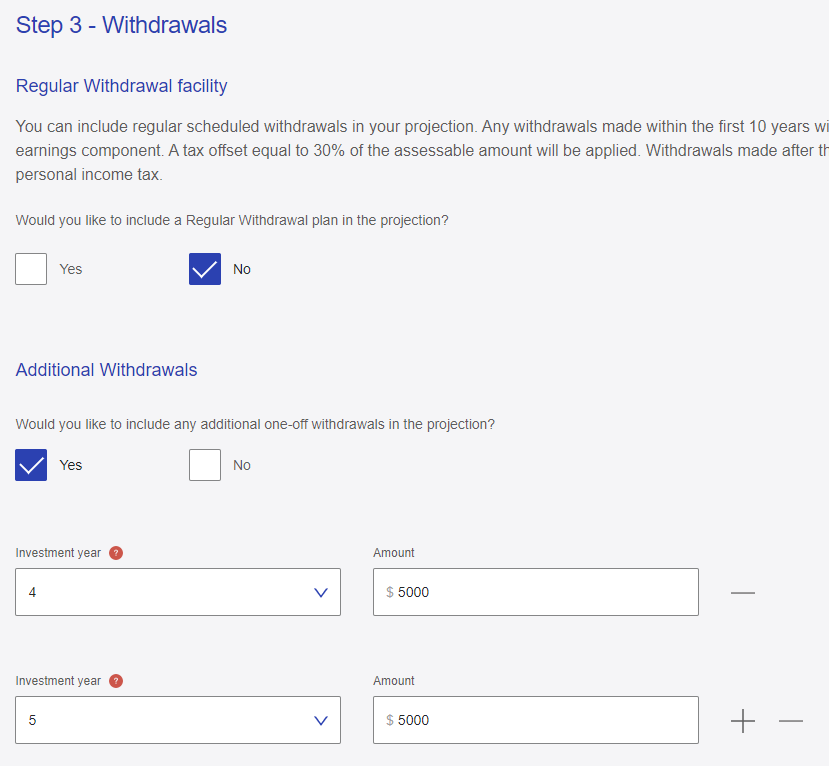 Step 3 - Withdrawals
Regular Withdrawal facility
You can include regular scheduled withdrawals in your projection. Any withdrawals made within the first 10 years
earnings component. A tax offset equal to 30% of the assessable amount will be applied. Withdrawals made after
personal income tax.
Would you like to include a Regular Withdrawal plan in the projection?
Yes No
Additional Withdrawals
Would you like to include any additional one-off withdrawals in the projection?
Yes No
Investment year ? Amount
4 $ 5000
Investment year ? Amount
5 $ 5000